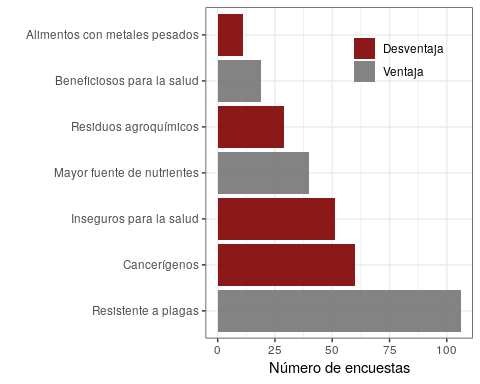 Alimentos con metales pesados
Beneficiosos para la salud
Residuos agroquímicos
Mayor fuente de nutrientes
Inseguros para la salud
Cancerígenos
Resistente a plagas
Desventaja
Ventaja
0 25 50 75 100
Número de encuestas